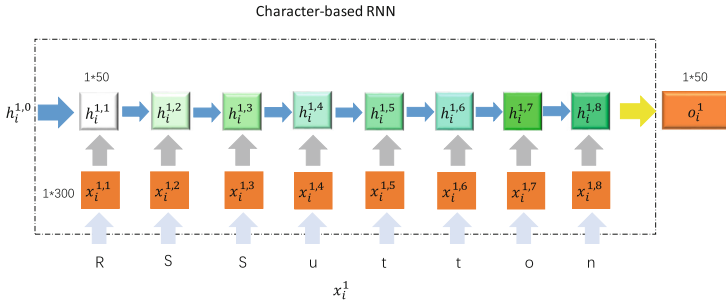 Character-based RNN
1*50 1*50
h_i^{1,0} h_i^{1,1} h_i^{1,2} h_i^{1,3} h_i^{1,4} h_i^{1,5} h_i^{1,6} h_i^{1,7} h_i^{1,8} o_i^1
1*300 x_i^{1,1} x_i^{1,2} x_i^{1,3} x_i^{1,4} x_i^{1,5} x_i^{1,6} x_i^{1,7} x_i^{1,8}
R S S u t t o n
x_i^1